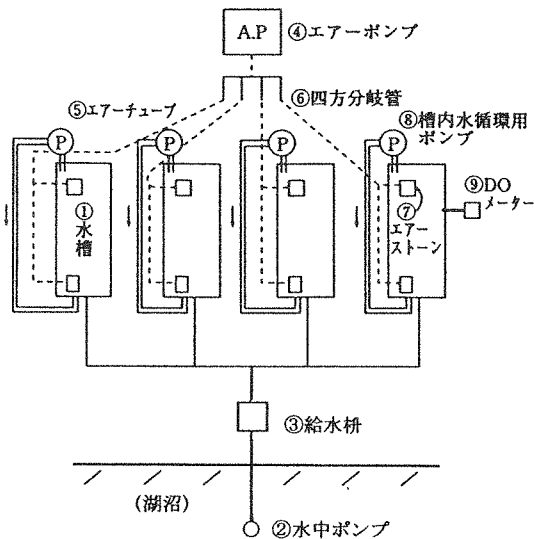 A.P
④エアーポンプ
⑤エアーチューブ
⑥四方分岐管
P
P
P
P
⑧槽内水循環用
ポンプ
①
水
槽
⑦
エアー
ストーン
⑨DO
メーター
③給水枡
(湖沼)
②水中ポンプ